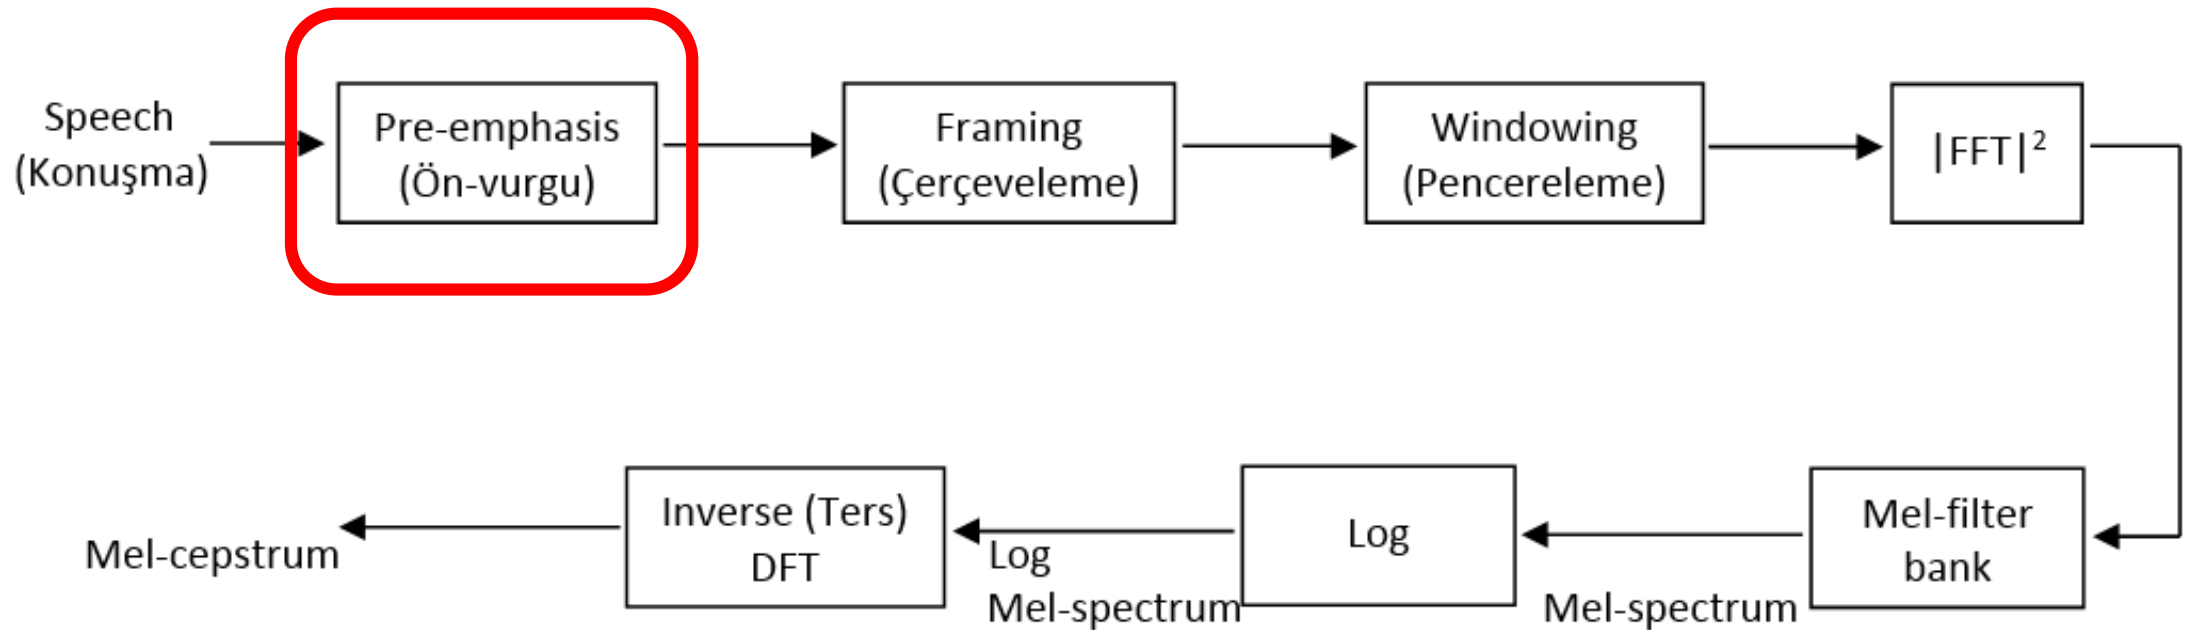 Speech
(Konuşma)
Pre-emphasis
(Ön-vurgu)
Framing
(Çerçeveleme)
Windowing
(Pencereleme)
|FFT|²
Mel-filter
bank
Mel-spectrum
Log
Log
Mel-spectrum
Inverse (Ters)
DFT
Mel-cepstrum